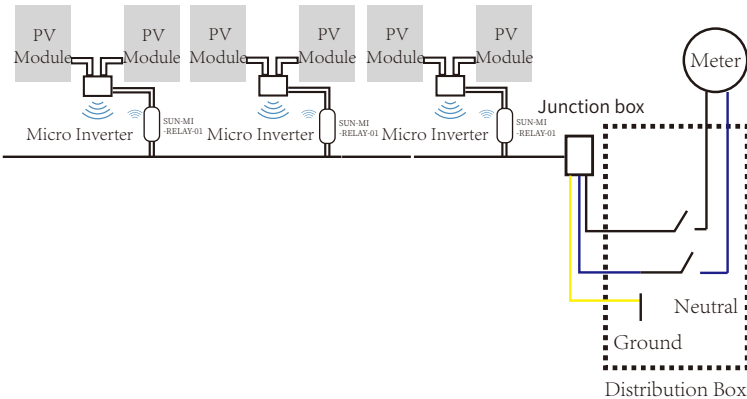 PV
Module
PV
Module
PV
Module
PV
Module
PV
Module
PV
Module
Meter
SUN-MI
-RELAY-01
SUN-MI
-RELAY-01
SUN-MI
-RELAY-01
Micro Inverter
Micro Inverter
Micro Inverter
Junction box
Neutral
Ground
Distribution Box